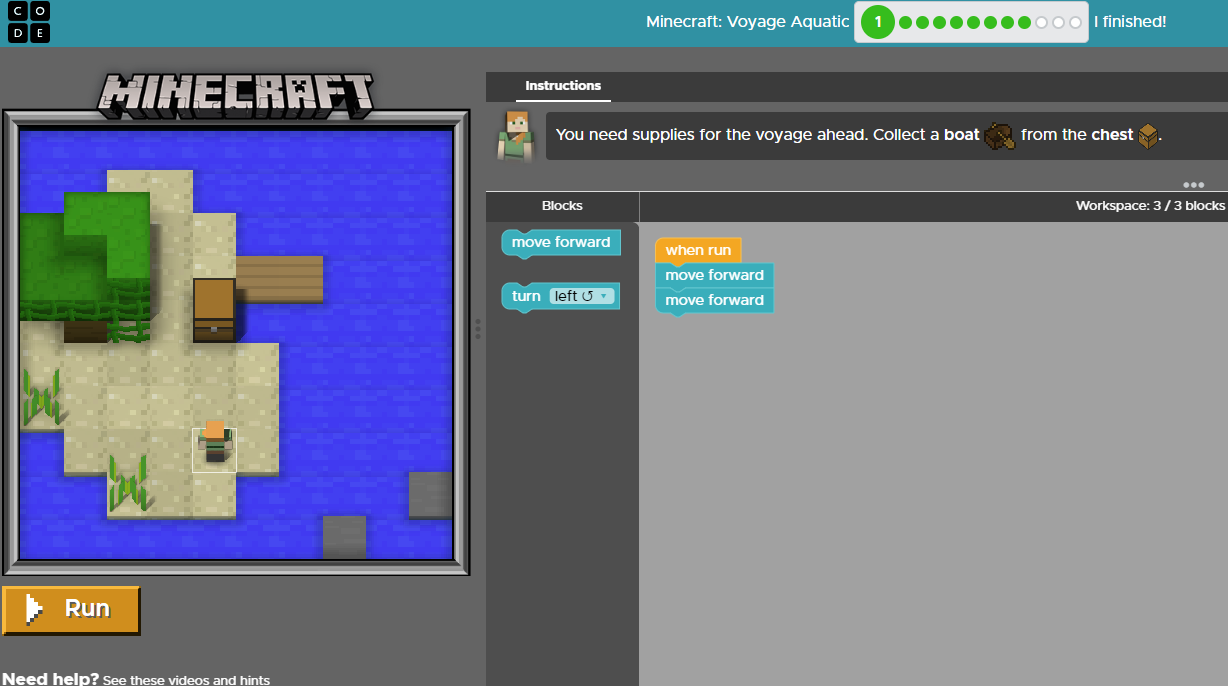 C O
D E
Minecraft: Voyage Aquatic 1 I finished!
MINECRAFT
Instructions
You need supplies for the voyage ahead. Collect a boat from the chest.
Blocks
Workspace: 3 / 3 blocks
move forward
turn left ↺
when run
move forward
move forward
Run
Need help? See these videos and hints